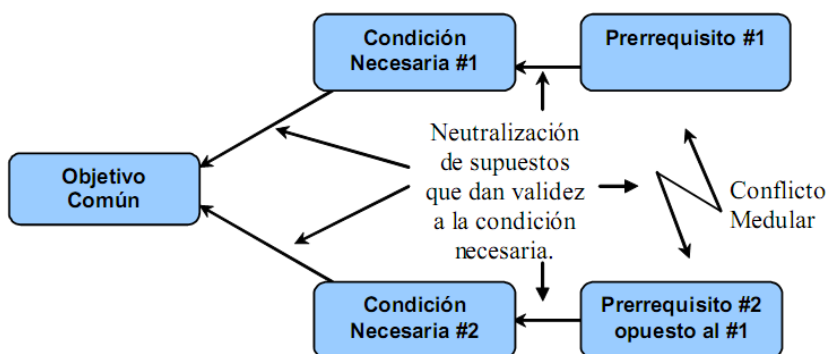 Condición
Necesaria #1
Prerrequisito #1
Neutralización
de supuestos
que dan validez
a la condición
necesaria.
Objetivo
Común
Conflicto
Medular
Condición
Necesaria #2
Prerrequisito #2
opuesto al #1